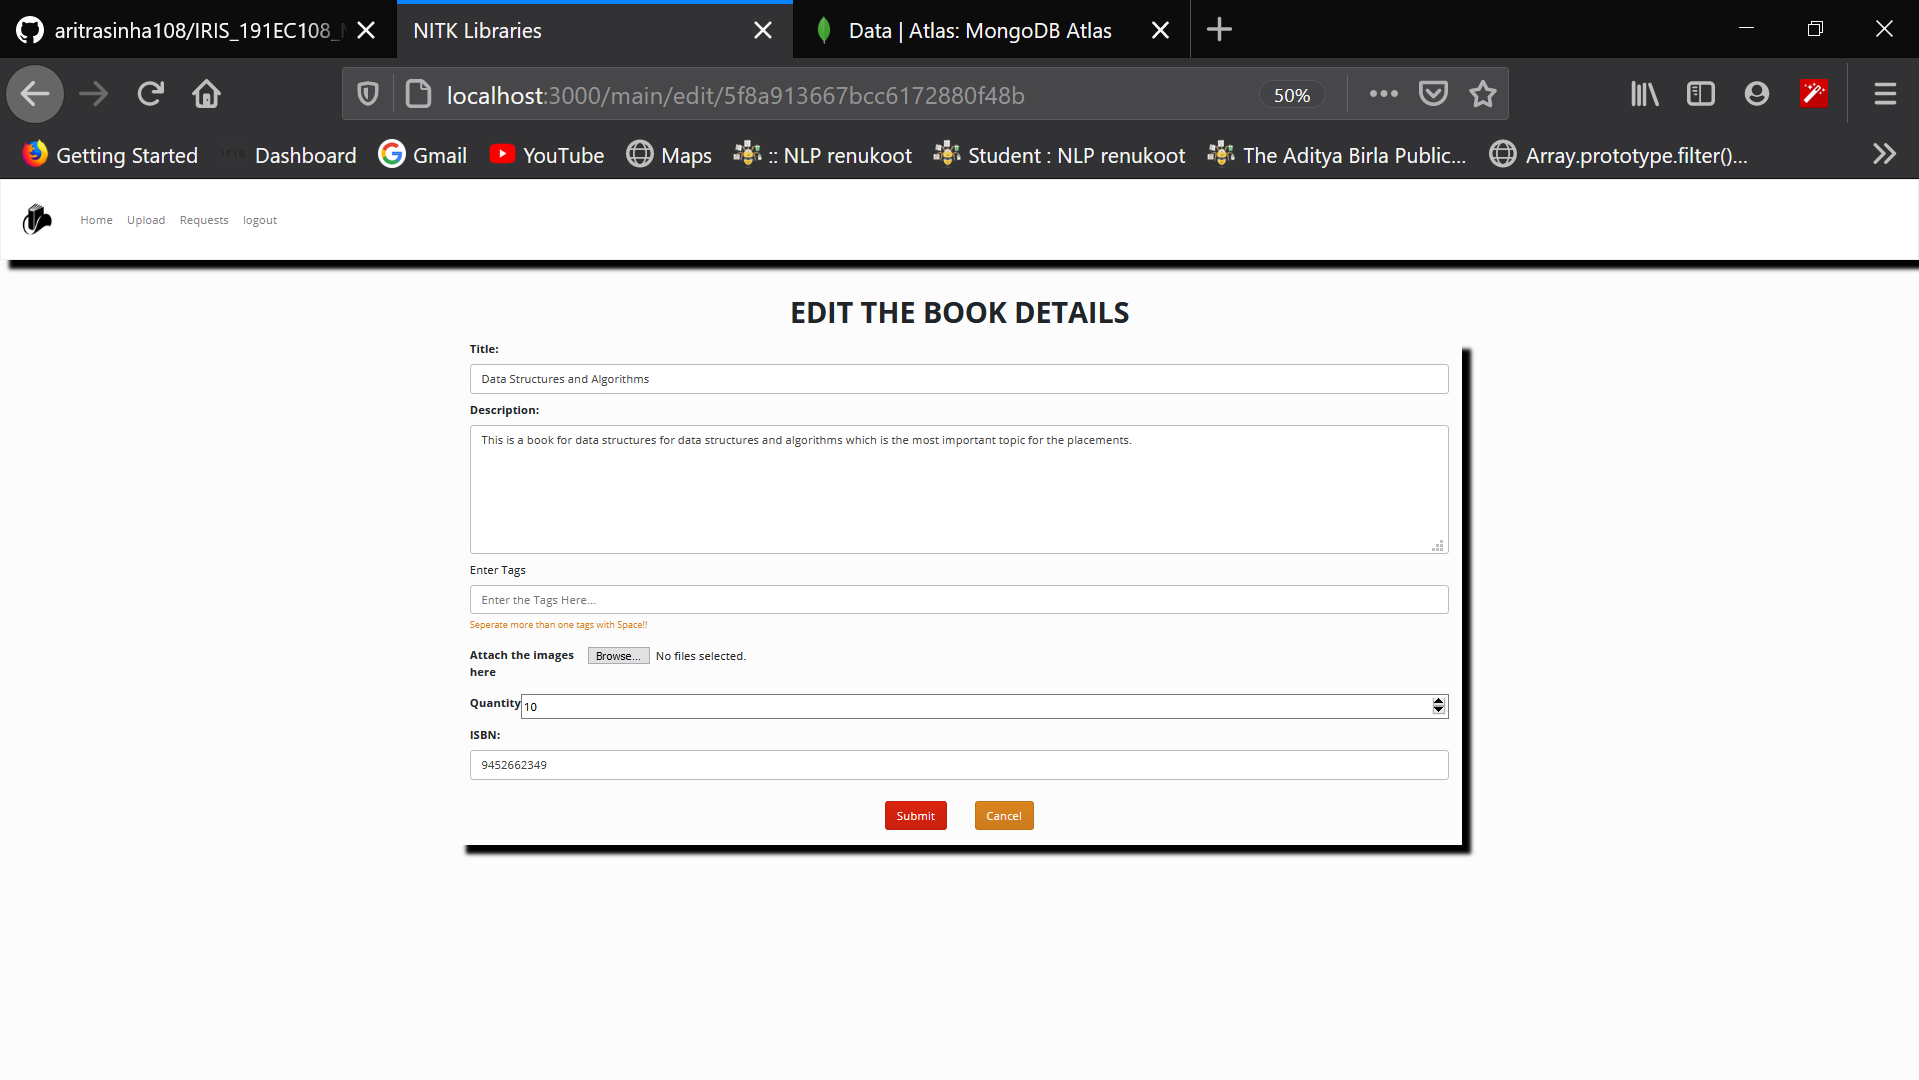 aritrasinha108/IRIS_191EC108_
NITK Libraries
Data | Atlas: MongoDB Atlas
localhost:3000/main/edit/5f8a913667bcc6172880f48b
50%
Getting Started
Dashboard
Gmail
YouTube
Maps
:: NLP renukoot
Student : NLP renukoot
The Aditya Birla Public...
Array.prototype.filter()...
Home
Upload
Requests
logout
EDIT THE BOOK DETAILS
Title:
Data Structures and Algorithms
Description:
This is a book for data structures for data structures and algorithms which is the most important topic for the placements.
Enter Tags
Enter the Tags Here...
Seperate more than one tags with Space!!
Attach the images
here
Browse...
No files selected.
Quantity
10
ISBN:
9452662349
Submit
Cancel